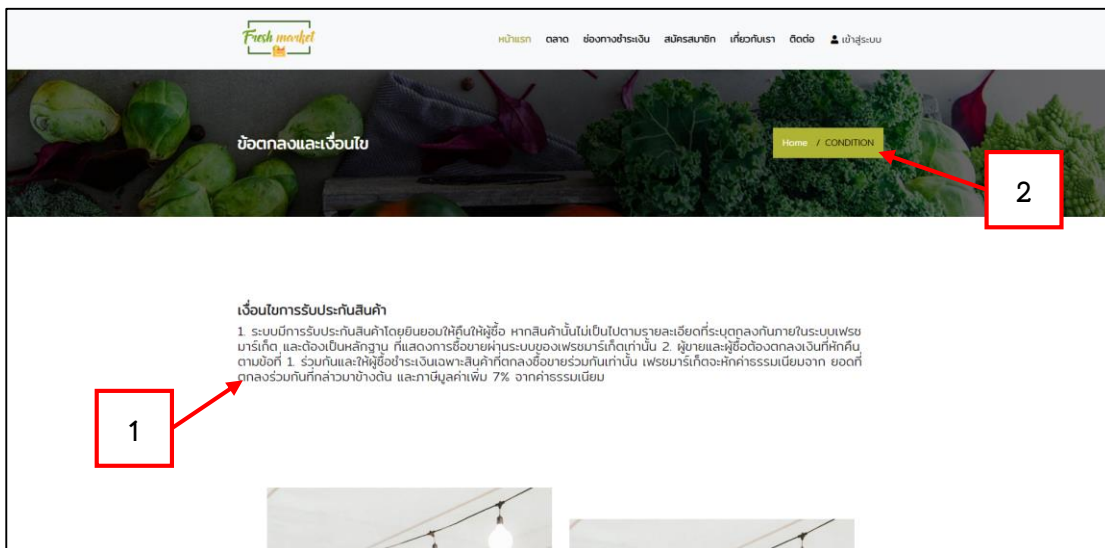 Fresh market
หน้าแรก ตลาด ช่องทางชำระเงิน สมัครสมาชิก เกี่ยวกับเรา ติดต่อ เข้าสู่ระบบ
ข้อตกลงและเงื่อนไข
Home / CONDITION
2
เงื่อนไขการรับประกันสินค้า
1. ระบบมีการรับประกันสินค้าโดยยินยอมให้คืนให้ผู้ซื้อ หากสินค้านั้นไม่เป็นไปตามรายละเอียดที่ระบุตกลงกันภายในระบบเฟรช
มาร์เก็ต และต้องเป็นหลักฐาน ที่แสดงการซื้อขายผ่านระบบของเฟรชมาร์เก็ตเท่านั้น 2. ผู้ขายและผู้ซื้อต้องตกลงเงินที่หักคืน
ตามข้อที่ 1. ร่วมกันและให้ผู้ซื้อชำระเงินเฉพาะสินค้าที่ตกลงซื้อขายร่วมกันเท่านั้น เฟรชมาร์เก็ตจะหักค่าธรรมเนียมจาก ยอดที่
ตกลงร่วมกันที่กล่าวมาข้างต้น และภาษีมูลค่าเพิ่ม 7% จากค่าธรรมเนียม
1